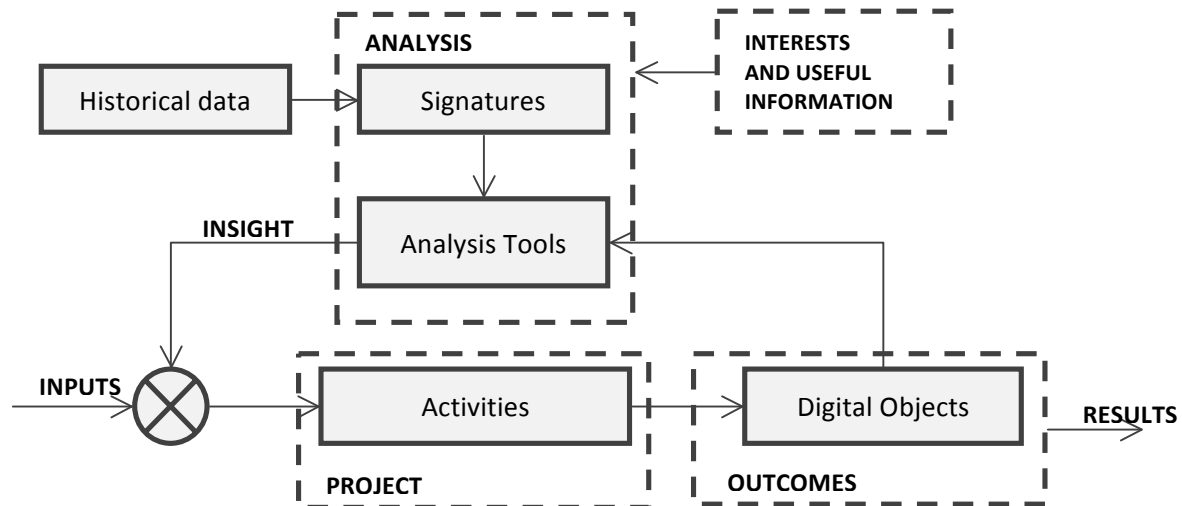 ANALYSIS
INTERESTS
AND USEFUL
INFORMATION
Historical data
Signatures
INSIGHT
Analysis Tools
INPUTS
Activities
Digital Objects
RESULTS
PROJECT
OUTCOMES